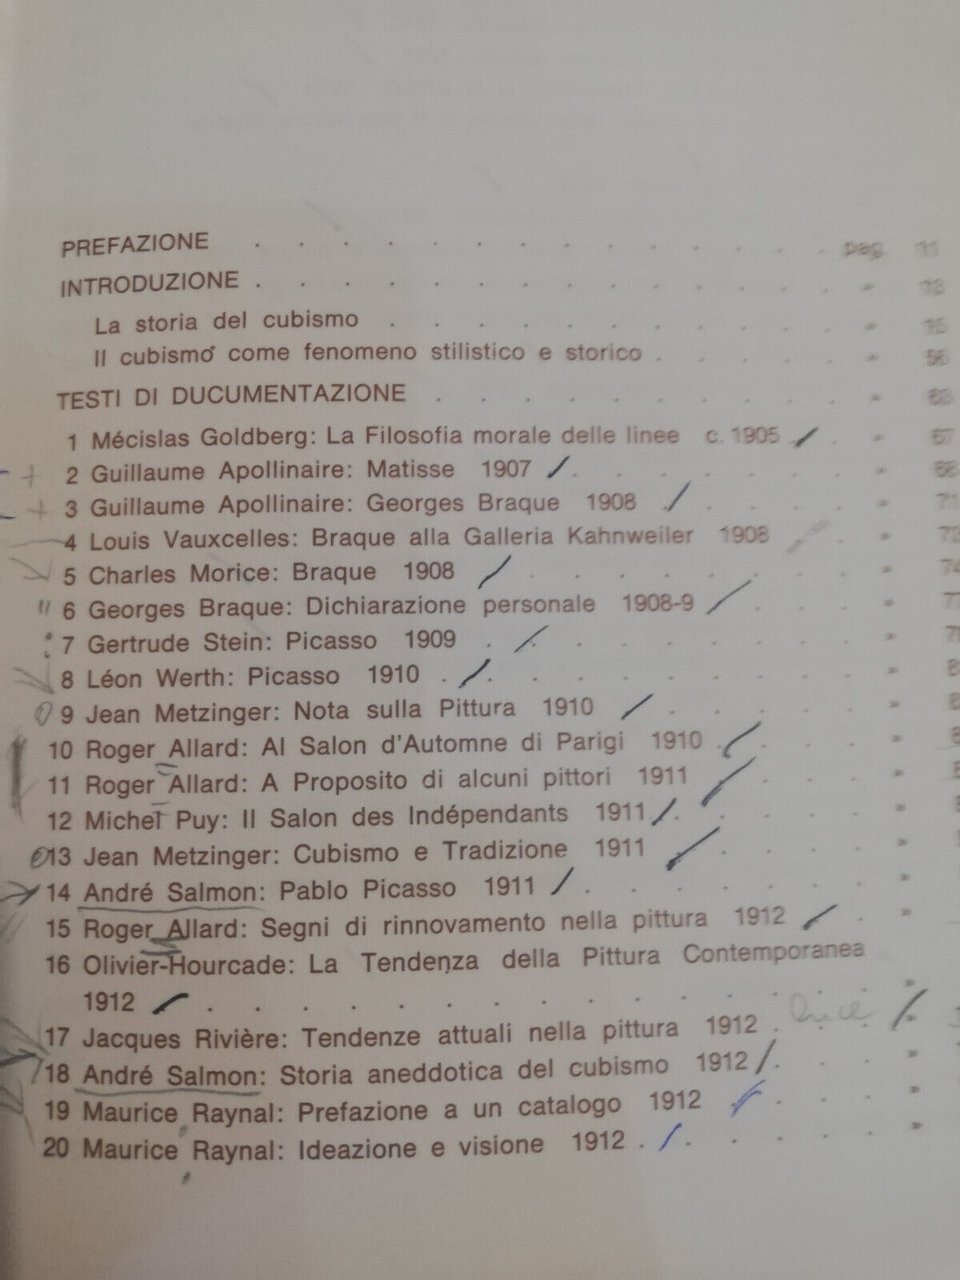 PREFAZIONE . . . . . . . . . . . . . pag. 11
INTRODUZIONE . . . . . . . . . . . . . » 13
La storia del cubismo . . . . . . . . . . . » 15
Il cubismo come fenomeno stilistico e storico . . . . . » 56
TESTI DI DUCUMENTAZIONE . . . . . . . . . . » 63
1 Mécislas Goldberg: La Filosofia morale delle linee c. 1905 . » 67
2 Guillaume Apollinaire: Matisse 1907 . . . . . . . » 68
3 Guillaume Apollinaire: Georges Braque 1908 . . . . . » 71
4 Louis Vauxcelles: Braque alla Galleria Kahnweiler 1908 . . »
5 Charles Morice: Braque 1908 . . . . . . . . »
6 Georges Braque: Dichiarazione personale 1908-9 . . . »
7 Gertrude Stein: Picasso 1909 . . . . . . . . »
8 Léon Werth: Picasso 1910 . . . . . . . . . »
9 Jean Metzinger: Nota sulla Pittura 1910 . . . . . »
10 Roger Allard: Al Salon d'Automne di Parigi 1910 . . . »
11 Roger Allard: A Proposito di alcuni pittori 1911 . . . »
12 Michel Puy: Il Salon des Indépendants 1911 . . . . »
13 Jean Metzinger: Cubismo e Tradizione 1911 . . . . »
14 André Salmon: Pablo Picasso 1911 . . . . . . . »
15 Roger Allard: Segni di rinnovamento nella pittura 1912 . »
16 Olivier-Hourcade: La Tendenza della Pittura Contemporanea
1912 . . . . . . . . . . . . . »
17 Jacques Rivière: Tendenze attuali nella pittura 1912 . . . »
18 André Salmon: Storia aneddotica del cubismo 1912 . . . »
19 Maurice Raynal: Prefazione a un catalogo 1912 . . . . »
20 Maurice Raynal: Ideazione e visione 1912 . . . . . »